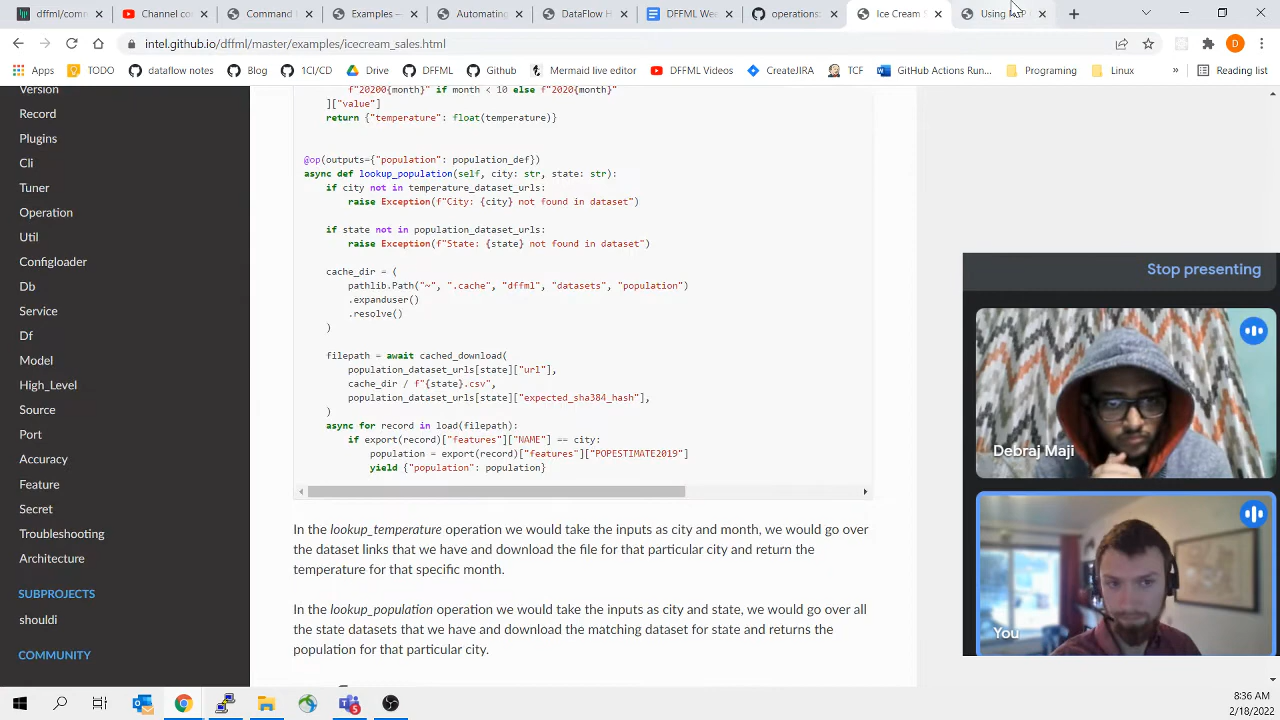 dffml/com
Channel co
Command
Examples —
Automating
DataFlow H
DFFML We
operations
Ice Cream
Using
intel.github.io/dffml/master/examples/icecream_sales.html
Apps
TODO
dataflow notes
Blog
1CI/CD
Drive
DFFML
Github
Mermaid live editor
DFFML Videos
CreateJIRA
TCF
GitHub Actions Run...
Programing
Linux
»
Reading list
Version
Record
Plugins
Cli
Tuner
Operation
Util
Configloader
Db
Service
Df
Model
High_Level
Source
Port
Accuracy
Feature
Secret
Troubleshooting
Architecture
SUBPROJECTS
shouldi
COMMUNITY
f"20200{month}" if month < 10 else f"2020{month}"
]["value"]
return {"temperature": float(temperature)}
@op(outputs={"population": population_def})
async def lookup_population(self, city: str, state: str):
if city not in temperature_dataset_urls:
raise Exception(f"City: {city} not found in dataset")
if state not in population_dataset_urls:
raise Exception(f"State: {state} not found in dataset")
cache_dir = (
pathlib.Path("~", ".cache", "dffml", "datasets", "population")
.expanduser()
.resolve()
)
filepath = await cached_download(
population_dataset_urls[state]["url"],
cache_dir / f"{state}.csv",
population_dataset_urls[state]["expected_sha384_hash"],
)
async for record in load(filepath):
if export(record)["features"]["NAME"] == city:
population = export(record)["features"]["POPESTIMATE2019"]
yield {"population": population}
In the lookup_temperature operation we would take the inputs as city and month, we would go over
the dataset links that we have and download the file for that particular city and return the
temperature for that specific month.
In the lookup_population operation we would take the inputs as city and state, we would go over all
the state datasets that we have and download the matching dataset for state and returns the
population for that particular city.
Stop presenting
Debraj Maji
You
8:36 AM
2/18/2022